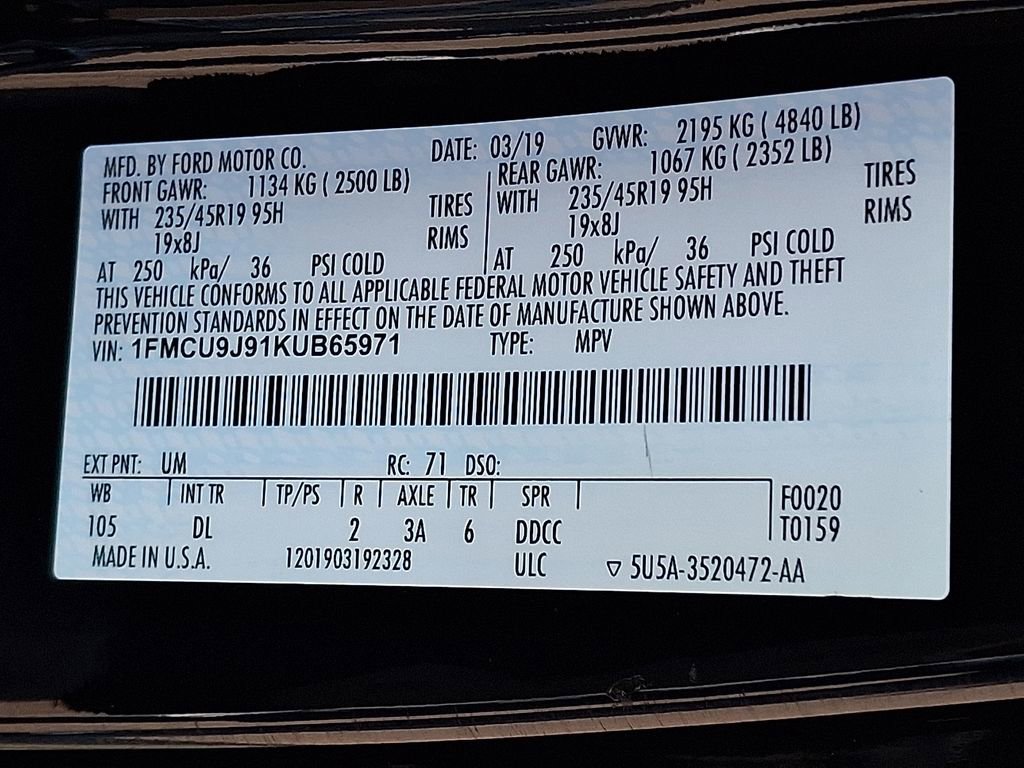 MFD. BY FORD MOTOR CO. DATE: 03/19 GVWR: 2195 KG ( 4840 LB)
FRONT GAWR: 1134 KG ( 2500 LB) REAR GAWR: 1067 KG ( 2352 LB)
WITH 235/45R19 95H TIRES WITH 235/45R19 95H TIRES
19x8J RIMS 19x8J RIMS
AT 250 kPa/ 36 PSI COLD AT 250 kPa/ 36 PSI COLD
THIS VEHICLE CONFORMS TO ALL APPLICABLE FEDERAL MOTOR VEHICLE SAFETY AND THEFT
PREVENTION STANDARDS IN EFFECT ON THE DATE OF MANUFACTURE SHOWN ABOVE.
VIN: 1FMCU9J91KUB65971 TYPE: MPV
EXT PNT: UM RC: 71 DSO:
WB INT TR TP/PS R AXLE TR SPR F0020
105 DL 2 3A 6 DDCC T0159
MADE IN U.S.A. 1201903192328 ULC ▽ 5U5A-3520472-AA